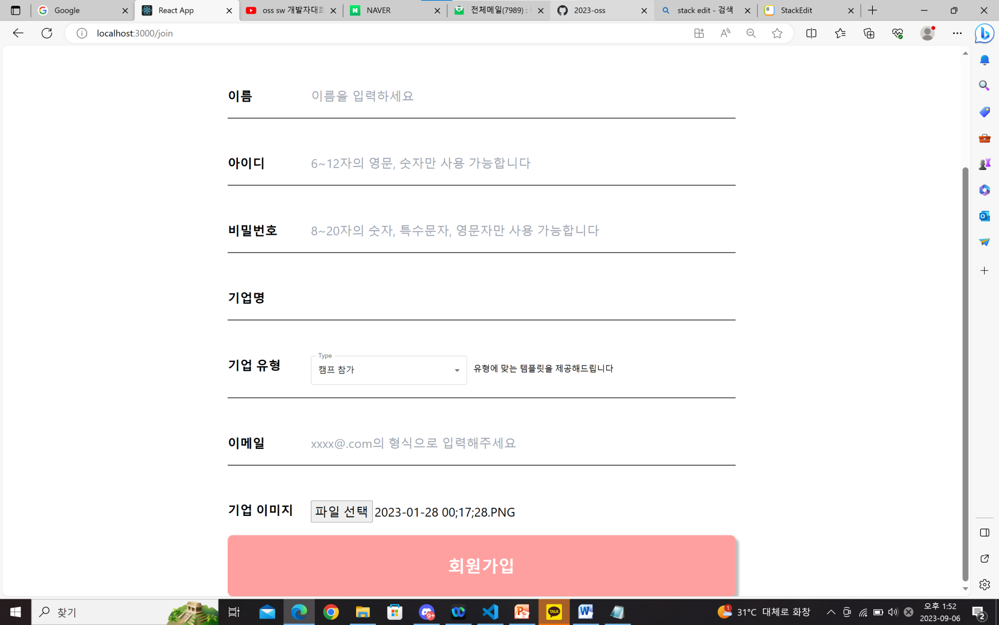 Google
React App
oss sw 개발자대회
NAVER
전체메일(7989) :
2023-oss
stack edit - 검색
StackEdit
localhost:3000/join
이름 이름을 입력하세요
아이디 6~12자의 영문, 숫자만 사용 가능합니다
비밀번호 8~20자의 숫자, 특수문자, 영문자만 사용 가능합니다
기업명
Type
기업 유형 캠프 참가 유형에 맞는 템플릿을 제공해드립니다
이메일 xxxx@.com의 형식으로 입력해주세요
기업 이미지 파일 선택 2023-01-28 00;17;28.PNG
회원가입
찾기
9+
TALK
1
31°C 대체로 화창
오후 1:52
2023-09-06
2